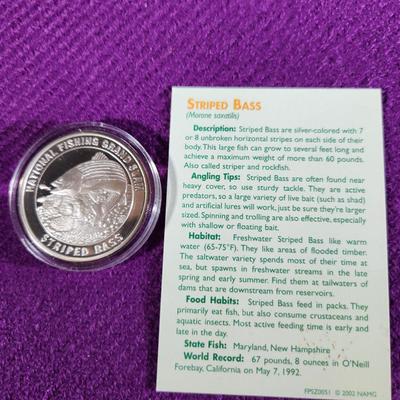 NATIONAL FISHING GRAND SLAM
STRIPED BASS
STRIPED BASS
(Morone saxatilis)
Description: Striped Bass are silver-colored with 7
or 8 unbroken horizontal stripes on each side of their
body. This large fish can grow to several feet long and
achieve a maximum weight of more than 60 pounds.
Also called striper and rockfish.
Angling Tips: Striped Bass are often found near
heavy cover, so use sturdy tackle. They are active
predators, so a large variety of live bait (such as shad)
and artificial lures will work, just be sure they're larger
sized. Spinning and trolling are also effective, especially
with shallow or floating bait.
Habitat: Freshwater Striped Bass like warm
water (65-75°F). They like areas of flooded timber.
The saltwater variety spends most of their time at
sea, but spawns in freshwater streams in the late
spring and early summer. Find them at tailwaters of
dams that are downstream from reservoirs.
Food Habits: Striped Bass feed in packs. They
primarily eat fish, but also consume crustaceans and
aquatic insects. Most active feeding time is early and
late in the day.
State Fish: Maryland, New Hampshire
World Record: 67 pounds, 8 ounces in O'Neill
Forebay, California on May 7, 1992.
FPSZ0051 © 2002 NAMG